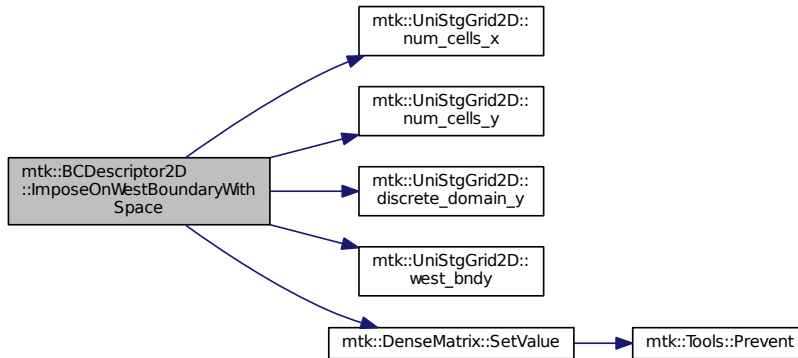 mtk::UniStgGrid2D::
num_cells_x
mtk::UniStgGrid2D::
num_cells_y
mtk::BCDescriptor2D
::ImposeOnWestBoundaryWith
Space
mtk::UniStgGrid2D::
discrete_domain_y
mtk::UniStgGrid2D::
west_bndy
mtk::DenseMatrix::SetValue
mtk::Tools::Prevent